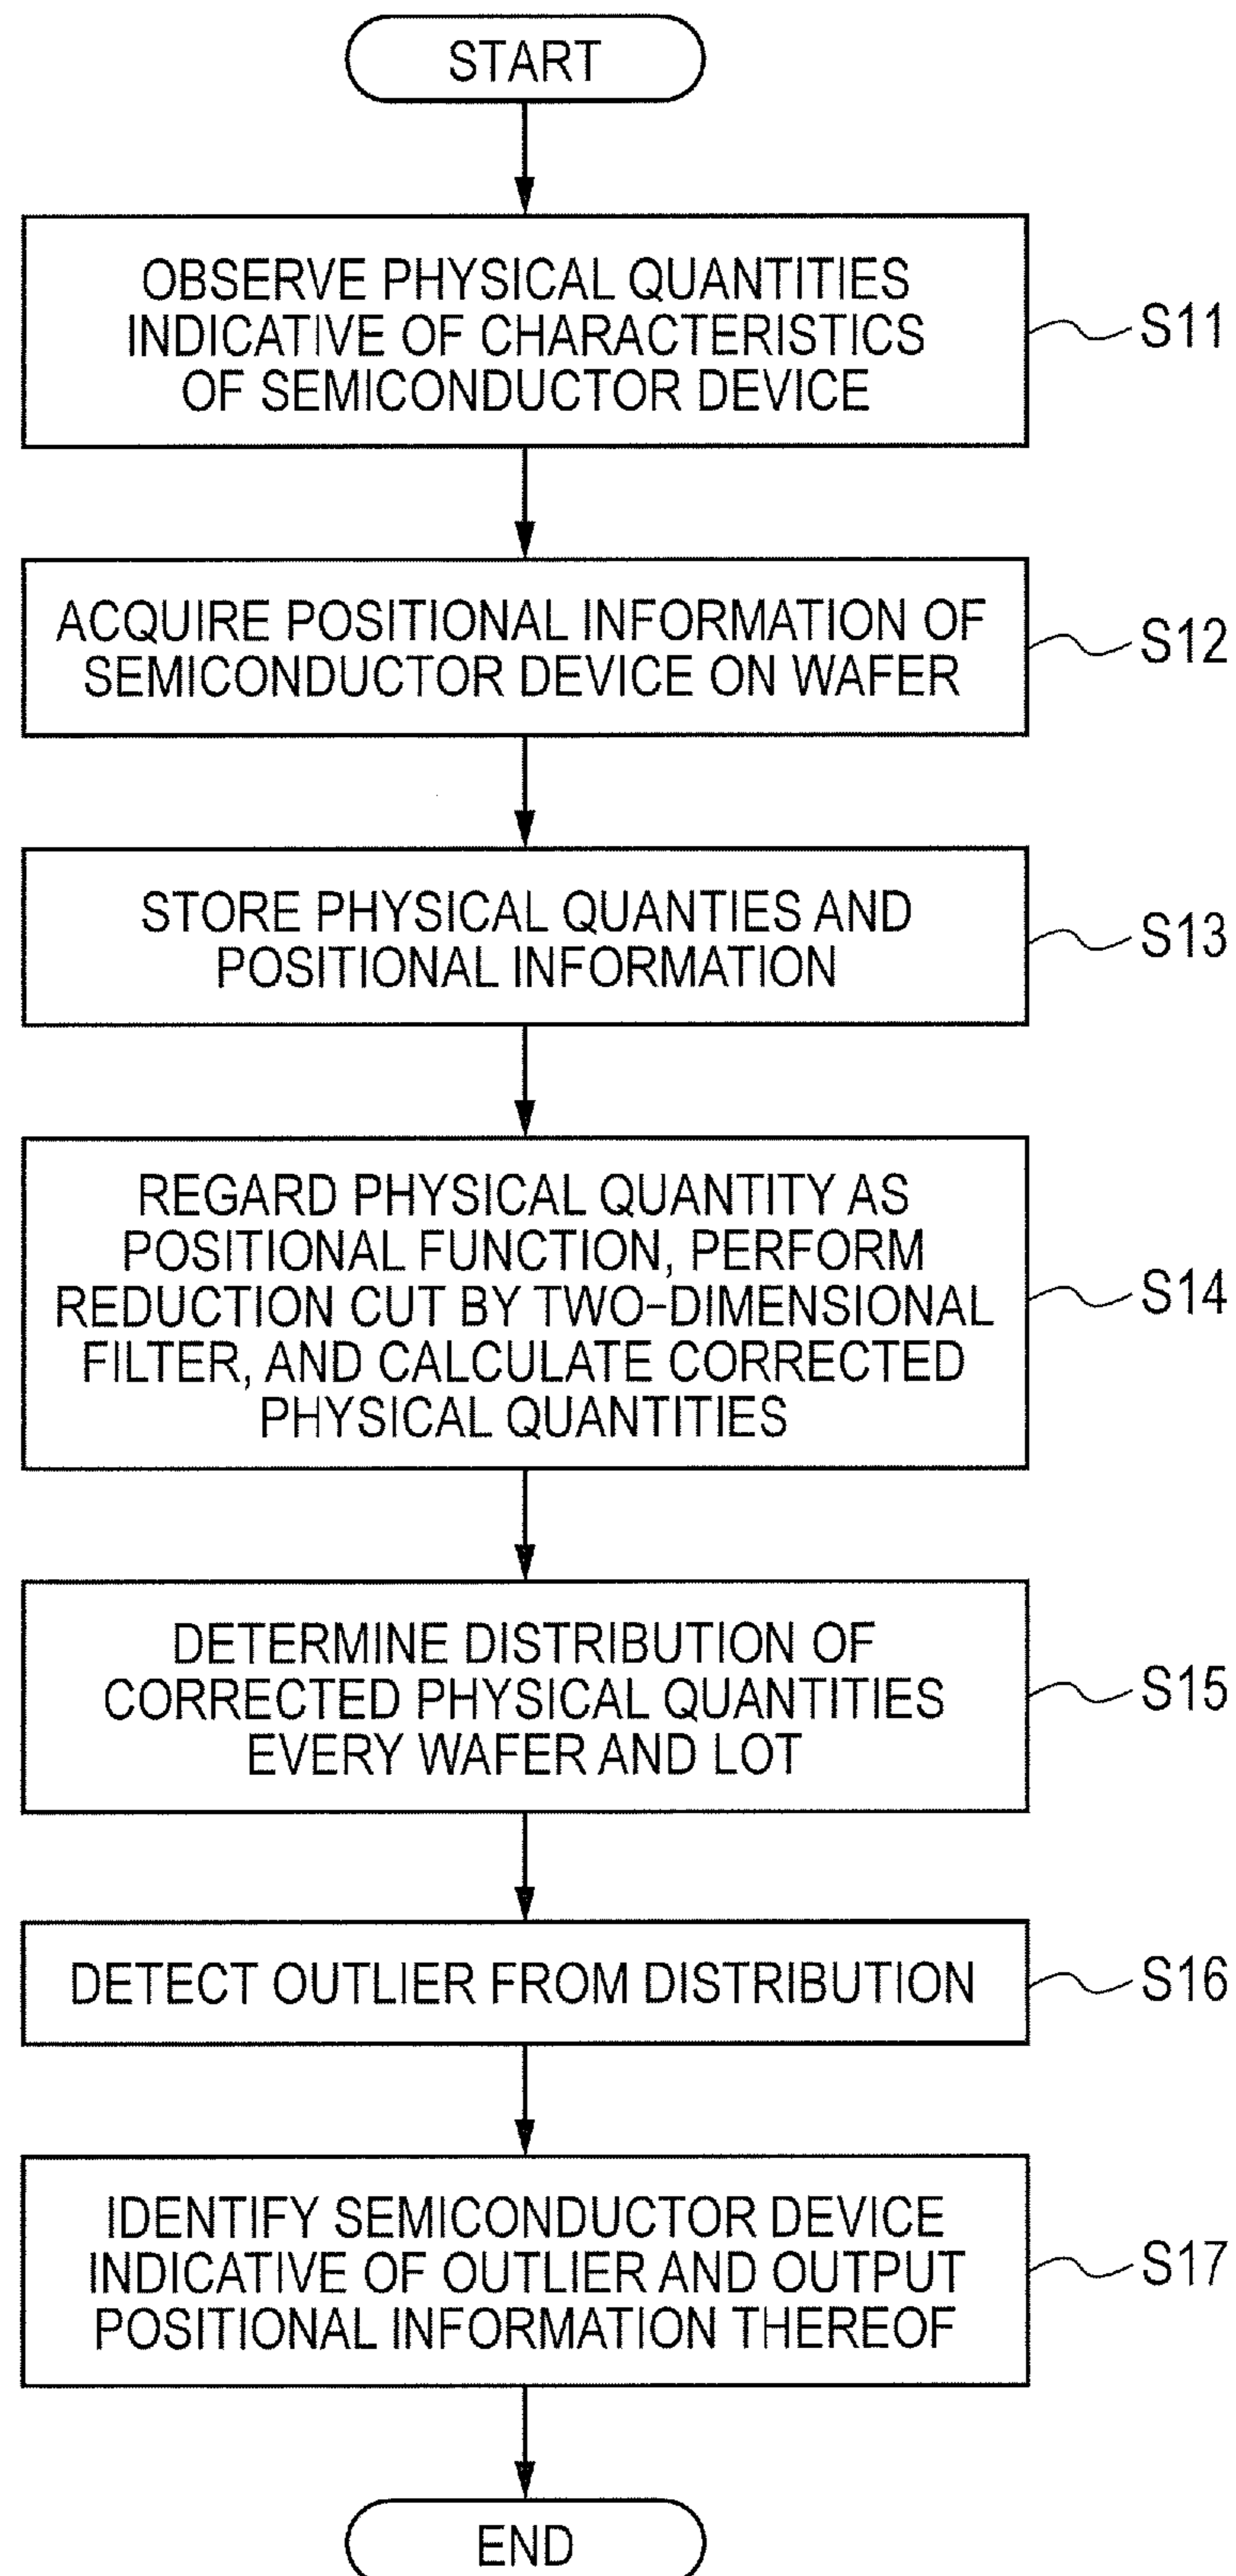 START
OBSERVE PHYSICAL QUANTITIES
INDICATIVE OF CHARACTERISTICS
OF SEMICONDUCTOR DEVICE
S11
ACQUIRE POSITIONAL INFORMATION OF
SEMICONDUCTOR DEVICE ON WAFER
S12
STORE PHYSICAL QUANTIES AND
POSITIONAL INFORMATION
S13
REGARD PHYSICAL QUANTITY AS
POSITIONAL FUNCTION, PERFORM
REDUCTION CUT BY TWO-DIMENSIONAL
FILTER, AND CALCULATE CORRECTED
PHYSICAL QUANTITIES
S14
DETERMINE DISTRIBUTION OF
CORRECTED PHYSICAL QUANTITIES
EVERY WAFER AND LOT
S15
DETECT OUTLIER FROM DISTRIBUTION
S16
IDENTIFY SEMICONDUCTOR DEVICE
INDICATIVE OF OUTLIER AND OUTPUT
POSITIONAL INFORMATION THEREOF
S17
END